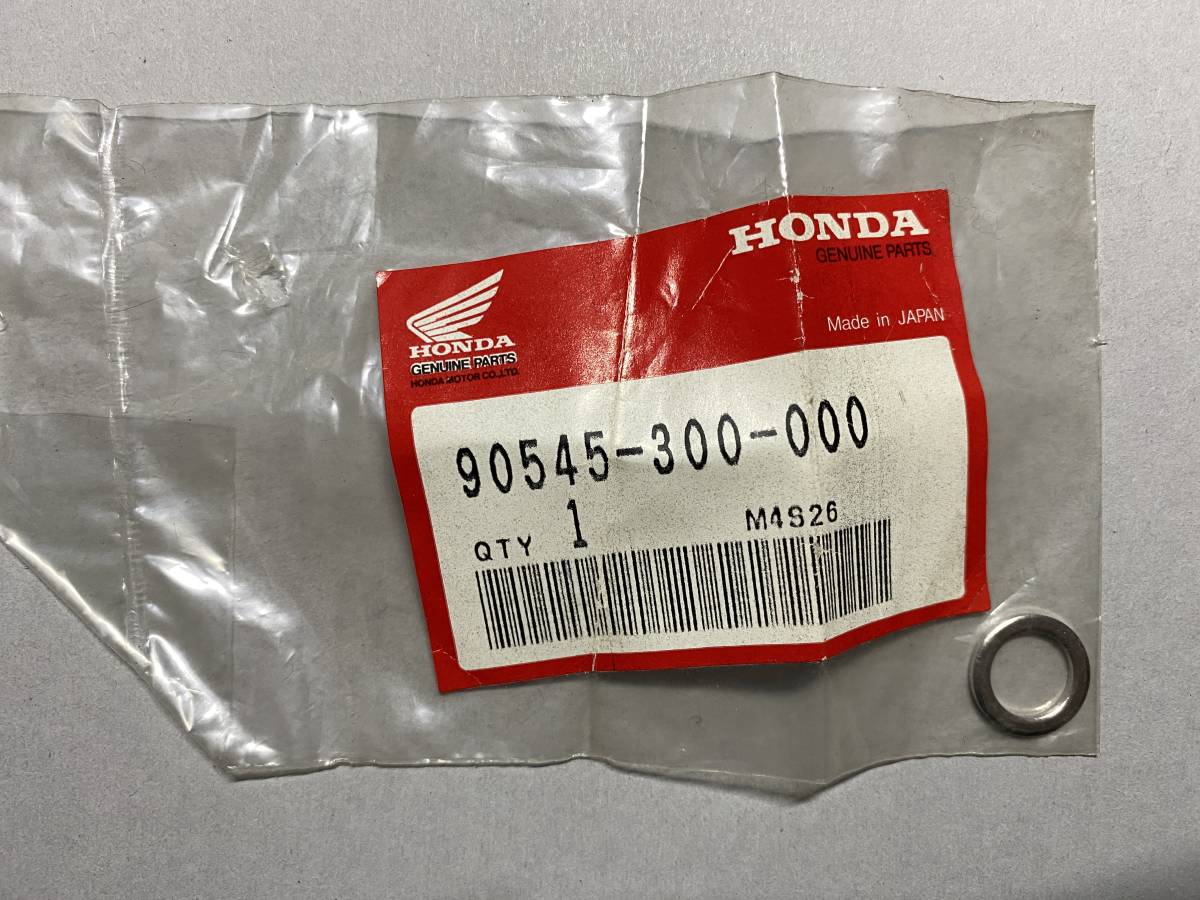 HONDA
GENUINE PARTS
Made in JAPAN
HONDA
GENUINE PARTS
HONDA MOTOR CO.,LTD.
90545-300-000
QTY 1 M4S26